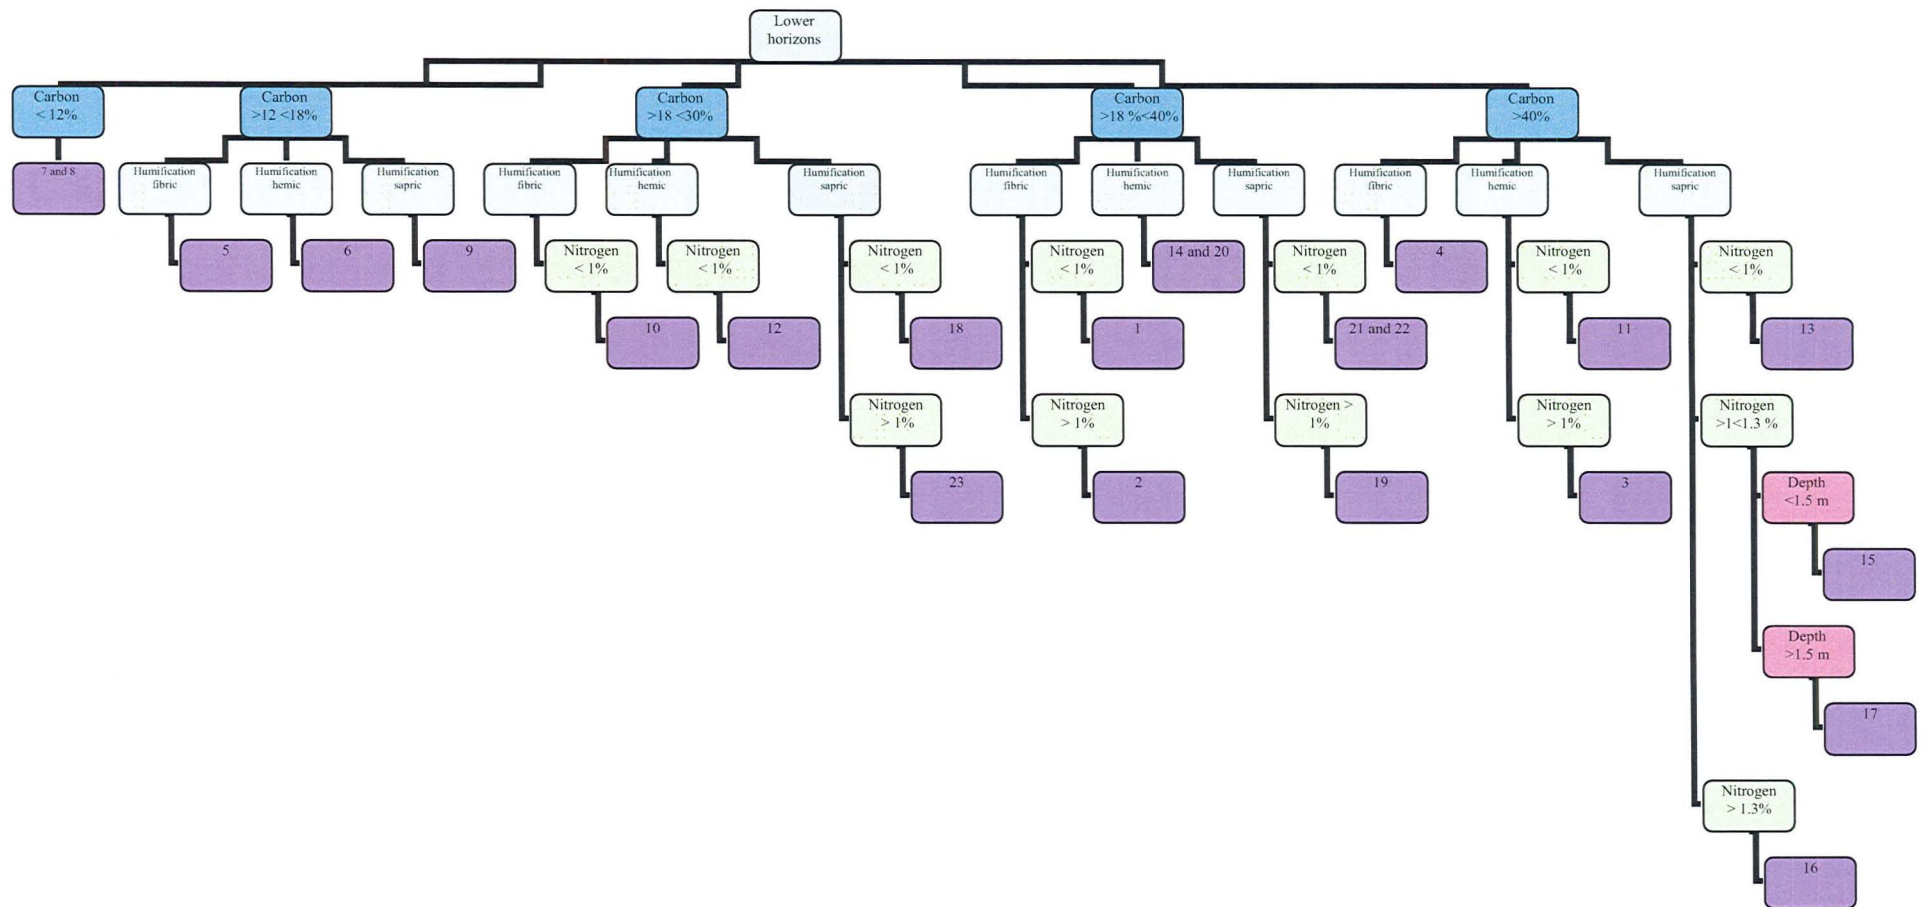 Lower
horizons
Carbon
< 12%
Carbon
>12 <18%
Carbon
>18 <30%
Carbon
>18 %<40%
Carbon
>40%
7 and 8
Humification
fibric
Humification
hemic
Humification
sapric
Humification
fibric
Humification
hemic
Humification
sapric
Humification
fibric
Humification
hemic
Humification
sapric
Humification
fibric
Humification
hemic
Humification
sapric
5
6
9
Nitrogen
< 1%
Nitrogen
< 1%
Nitrogen
< 1%
Nitrogen
< 1%
14 and 20
Nitrogen
< 1%
4
Nitrogen
< 1%
Nitrogen
< 1%
10
12
18
1
21 and 22
11
13
Nitrogen
> 1%
Nitrogen
> 1%
Nitrogen >
1%
Nitrogen
> 1%
Nitrogen
>1<1.3 %
23
2
19
3
Depth
<1.5 m
15
Depth
>1.5 m
17
Nitrogen
> 1.3%
16